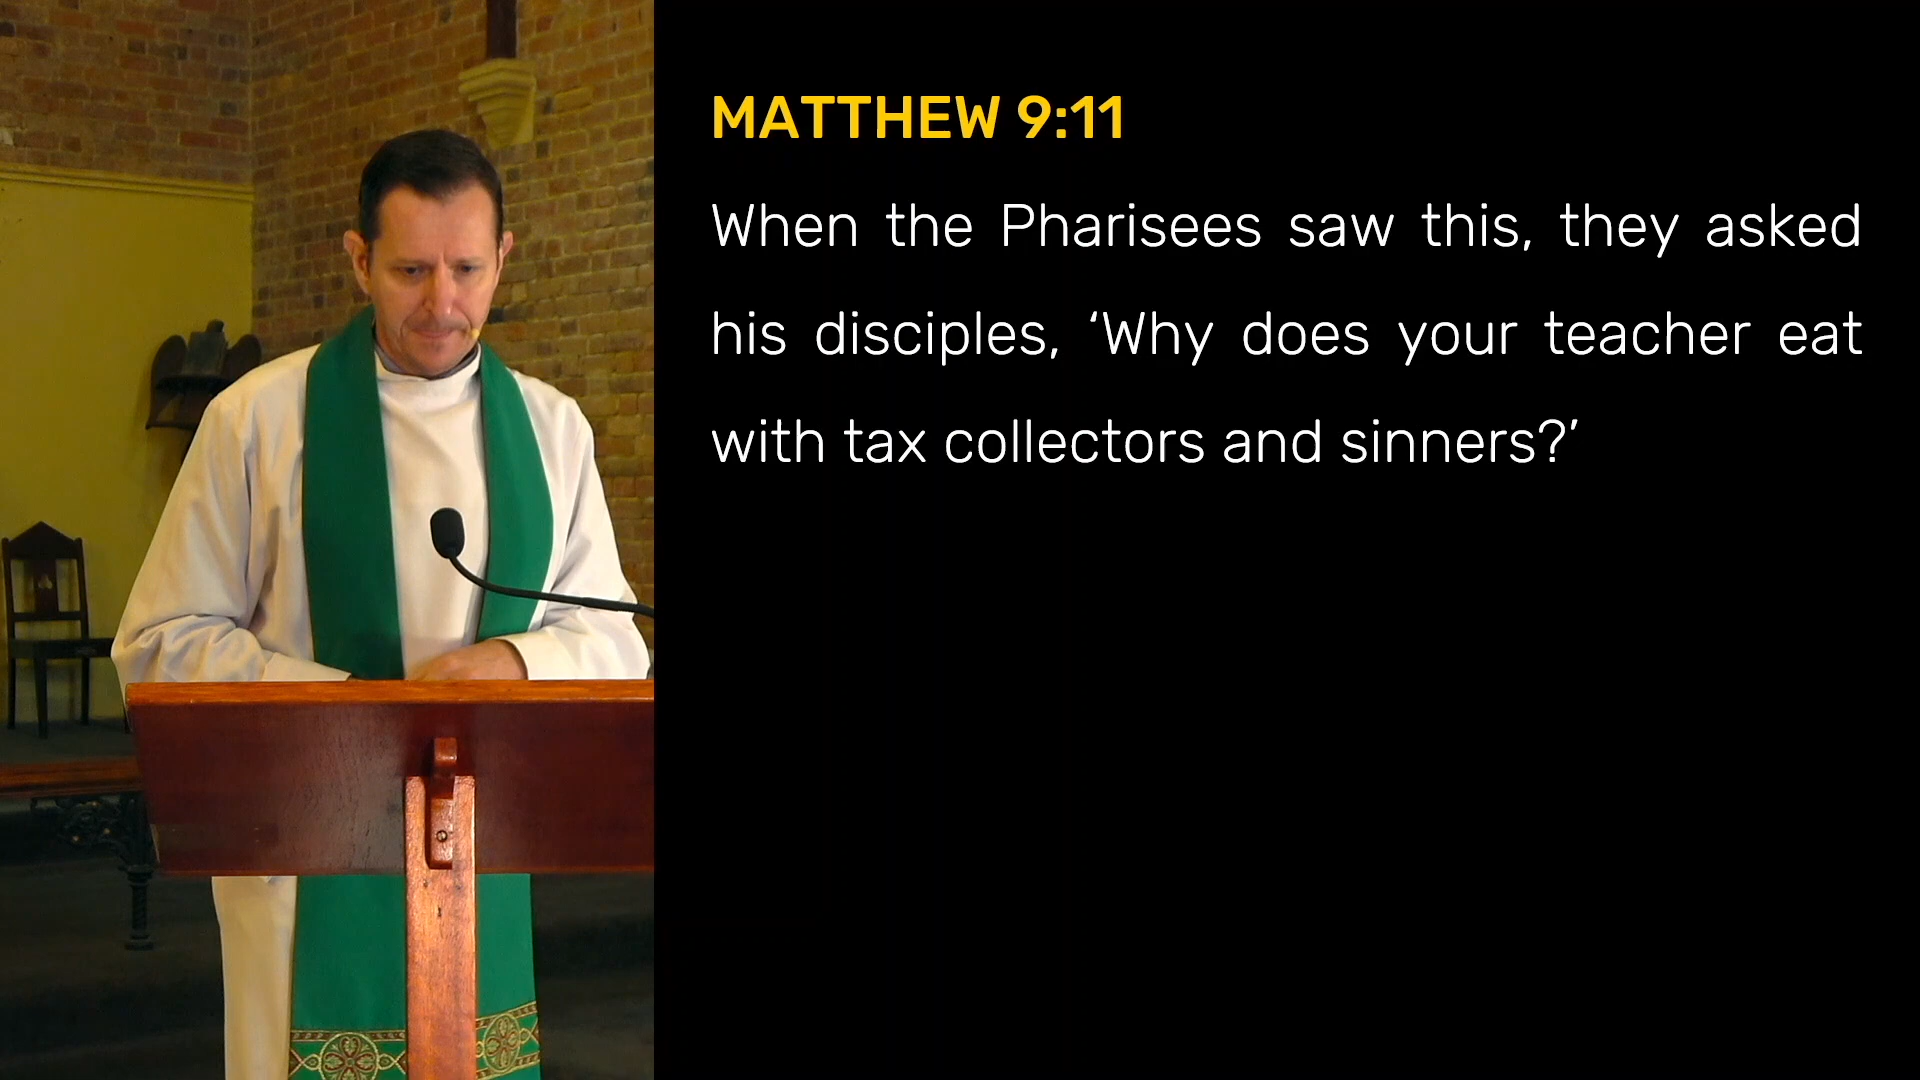 MATTHEW 9:11
When the Pharisees saw this, they asked
his disciples, ‘Why does your teacher eat
with tax collectors and sinners?’